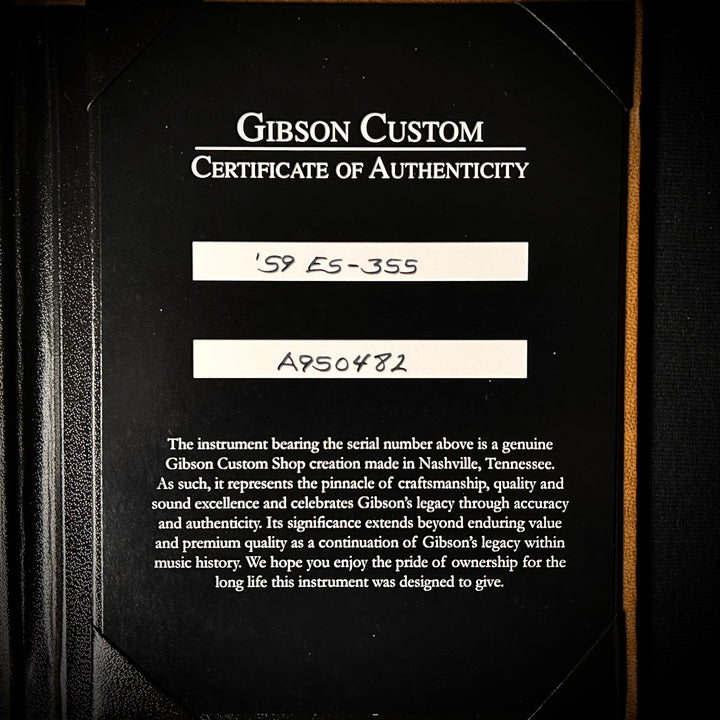 GIBSON CUSTOM
CERTIFICATE OF AUTHENTICITY
'59 ES-355
A950482
The instrument bearing the serial number above is a genuine
Gibson Custom Shop creation made in Nashville, Tennessee.
As such, it represents the pinnacle of craftsmanship, quality and
sound excellence and celebrates Gibson's legacy through accuracy
and authenticity. Its significance extends beyond enduring value
and premium quality as a continuation of Gibson's legacy within
music history. We hope you enjoy the pride of ownership for the
long life this instrument was designed to give.